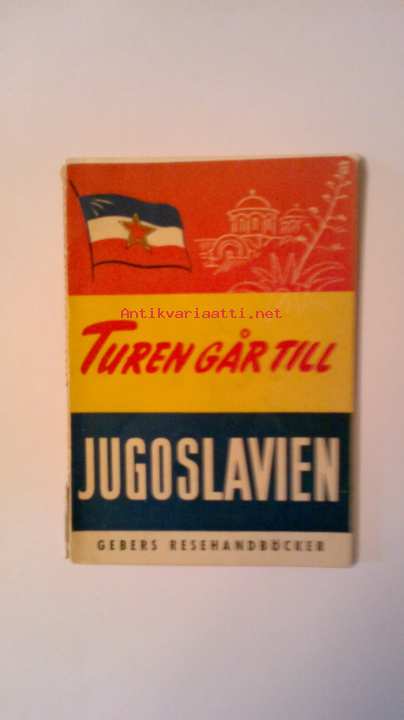 Antikvariaatti.net
TUREN GÅR TILL
JUGOSLAVIEN
GEBERS RESEHANDBÖCKER